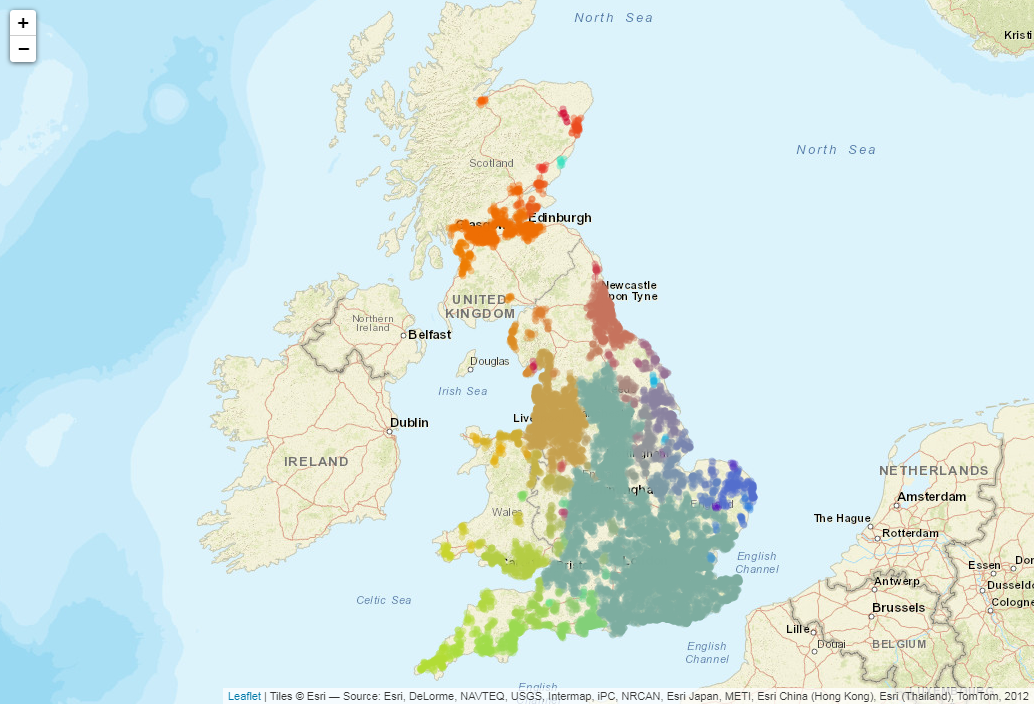 +
−
North Sea
Kristi
North Sea
Scotland
Edinburgh
Newcastle
upon Tyne
UNITED
KINGDOM
Northern
Ireland
Belfast
Douglas
Irish Sea
Dublin
IRELAND
NETHERLANDS
Amsterdam
Wales
The Hague
Rotterdam
English
Channel
Essen
Dor
Antwerp
Dusseldo
Cologne
Celtic Sea
Brussels
Lille
Douai
BELGIUM
English
Channel
English
Leaflet | Tiles © Esri — Source: Esri, DeLorme, NAVTEQ, USGS, Intermap, iPC, NRCAN, Esri Japan, METI, Esri China (Hong Kong), Esri (Thailand), TomTom, 2012